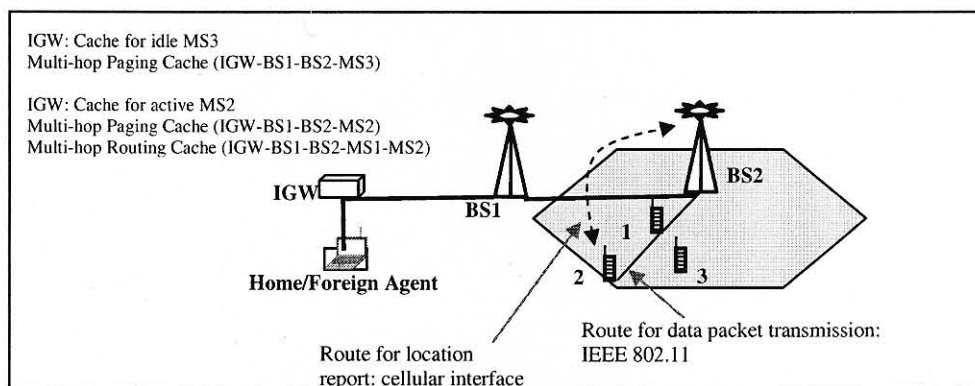 IGW: Cache for idle MS3
Multi-hop Paging Cache (IGW-BS1-BS2-MS3)
IGW: Cache for active MS2
Multi-hop Paging Cache (IGW-BS1-BS2-MS2)
Multi-hop Routing Cache (IGW-BS1-BS2-MS1-MS2)
IGW
BS1
BS2
1
2
3
Home/Foreign Agent
Route for data packet transmission:
IEEE 802.11
Route for location
report: cellular interface